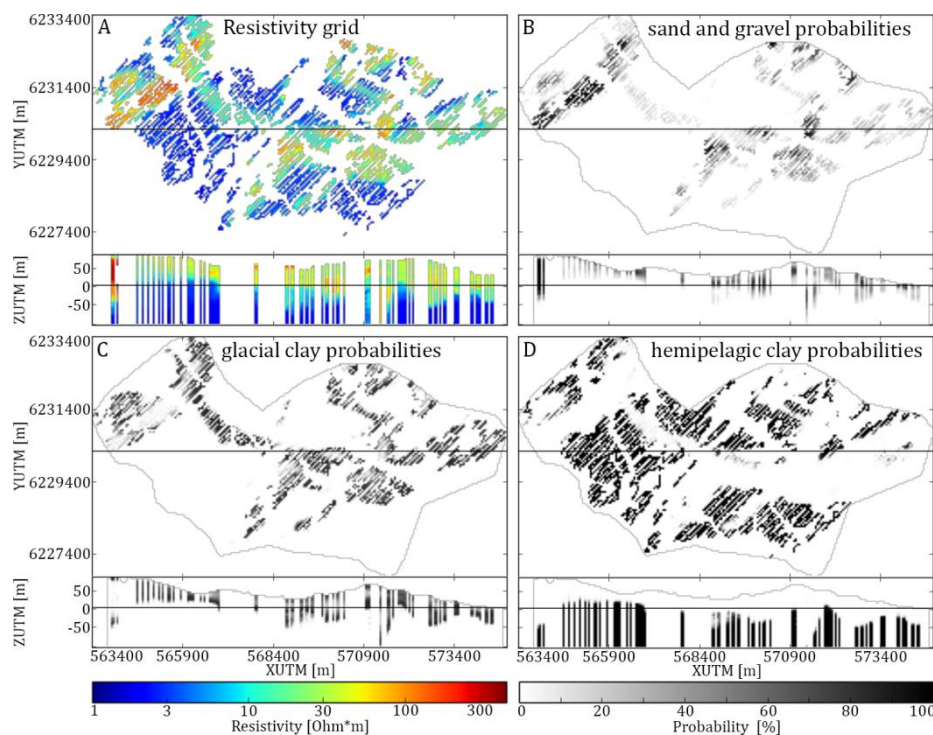 A Resistivity grid
B sand and gravel probabilities
6233400
6231400
6229400
6227400
YUTM [m]
50
0
-50
ZUTM [m]
C glacial clay probabilities
D hemipelagic clay probabilities
6233400
6231400
6229400
6227400
YUTM [m]
50
0
-50
ZUTM [m]
563400 565900 568400 570900 573400
563400 565900 568400 570900 573400
XUTM [m]
XUTM [m]
1 3 10 30 100 300
Resistivity [Ohm*m]
0 20 40 60 80 100
Probability [%]